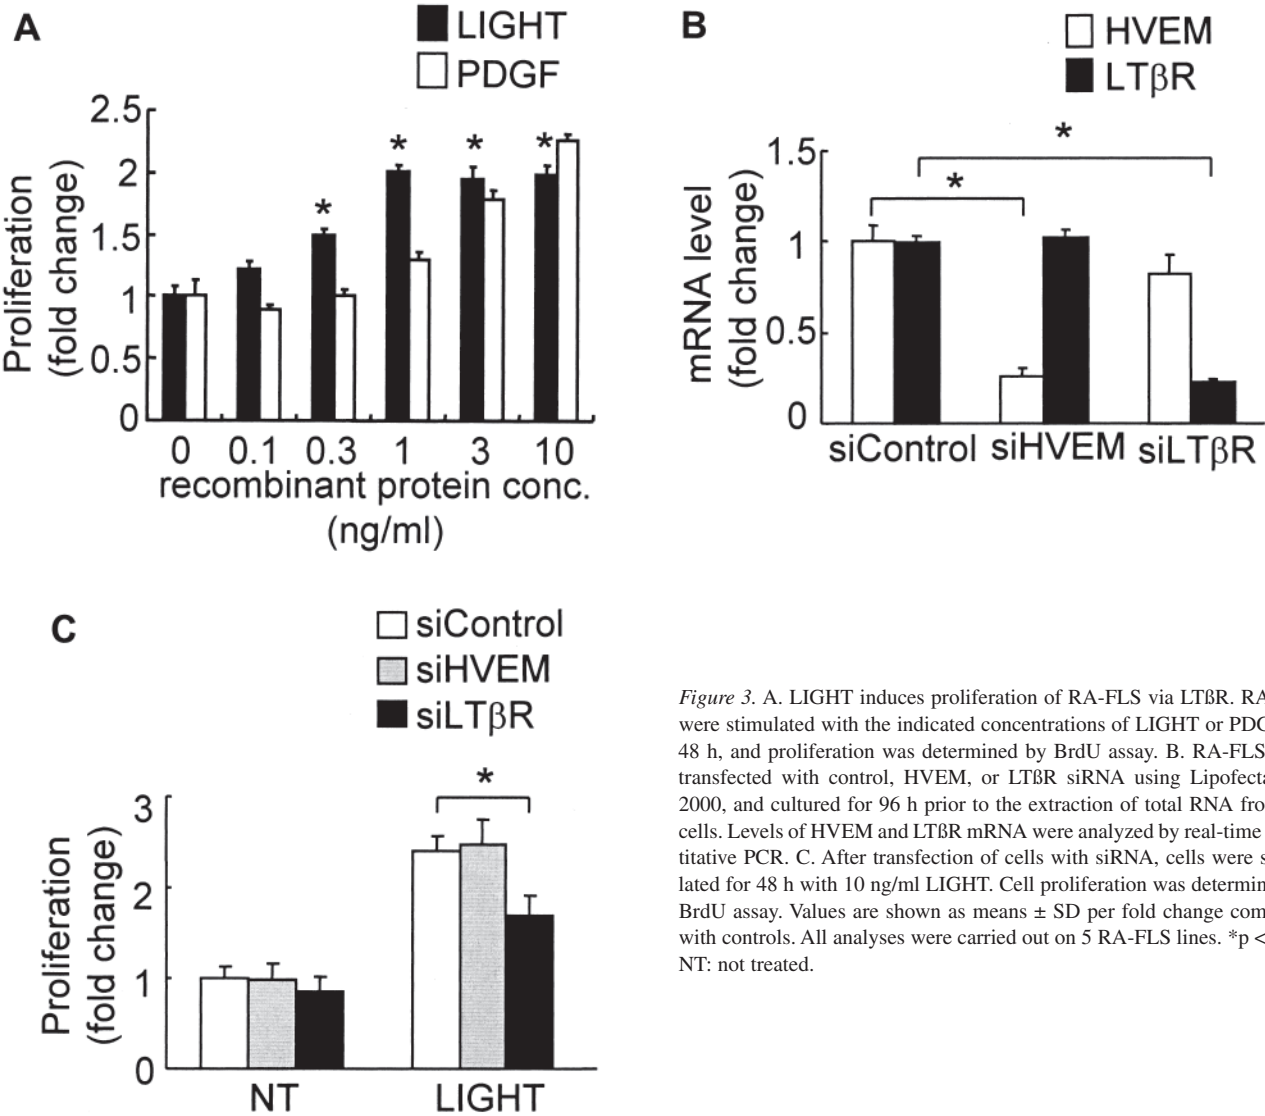 A
LIGHT
PDGF
2.5
2
1.5
1
0.5
0
Proliferation
(fold change)
* * * *
0 0.1 0.3 1 3 10
recombinant protein conc.
(ng/ml)
B
HVEM
LTβR
1.5
1
0.5
0
mRNA level
(fold change)
*
*
siControl siHVEM siLTβR
C
siControl
siHVEM
siLTβR
3
2
1
0
Proliferation
(fold change)
*
NT LIGHT
Figure 3. A. LIGHT induces proliferation of RA-FLS via LTßR. RA
were stimulated with the indicated concentrations of LIGHT or PDG
48 h, and proliferation was determined by BrdU assay. B. RA-FLS
transfected with control, HVEM, or LTßR siRNA using Lipofecta
2000, and cultured for 96 h prior to the extraction of total RNA fro
cells. Levels of HVEM and LTßR mRNA were analyzed by real-time
titative PCR. C. After transfection of cells with siRNA, cells were s
lated for 48 h with 10 ng/ml LIGHT. Cell proliferation was determin
BrdU assay. Values are shown as means ± SD per fold change com
with controls. All analyses were carried out on 5 RA-FLS lines. *p <
NT: not treated.